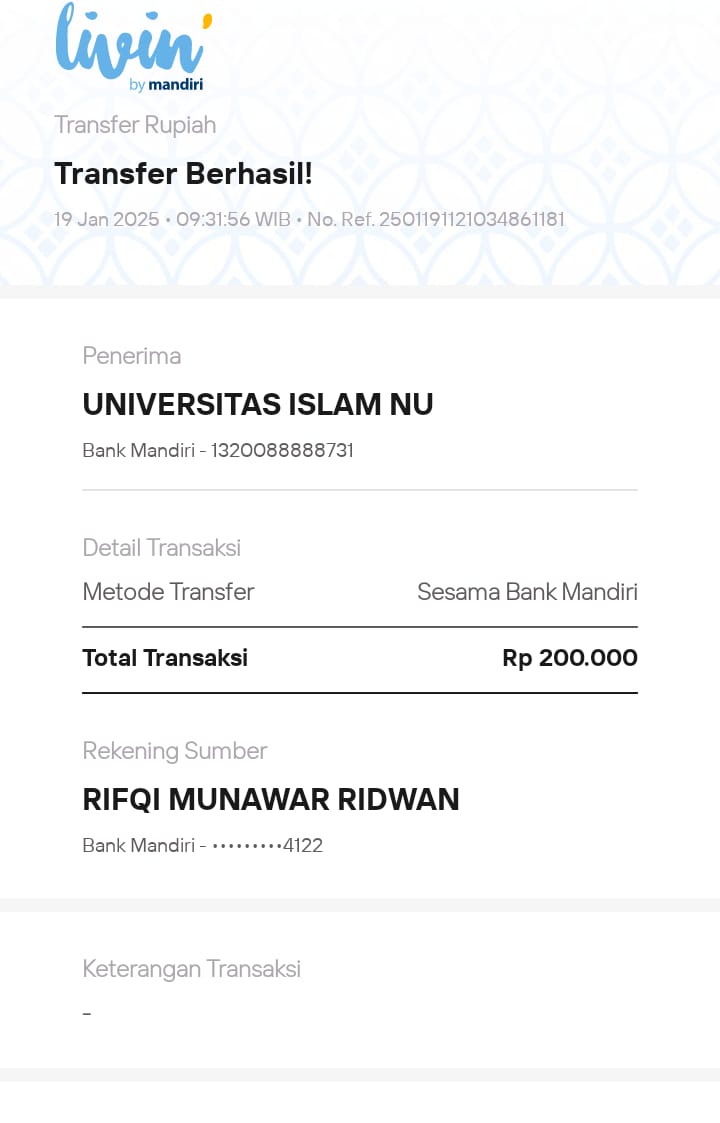 livin'
by mandiri
Transfer Rupiah
Transfer Berhasil!
19 Jan 2025 • 09:31:56 WIB • No. Ref. 2501191121034861181
Penerima
UNIVERSITAS ISLAM NU
Bank Mandiri - 1320088888731
Detail Transaksi
Metode Transfer Sesama Bank Mandiri
Total Transaksi Rp 200.000
Rekening Sumber
RIFQI MUNAWAR RIDWAN
Bank Mandiri - •••••••••4122
Keterangan Transaksi
-